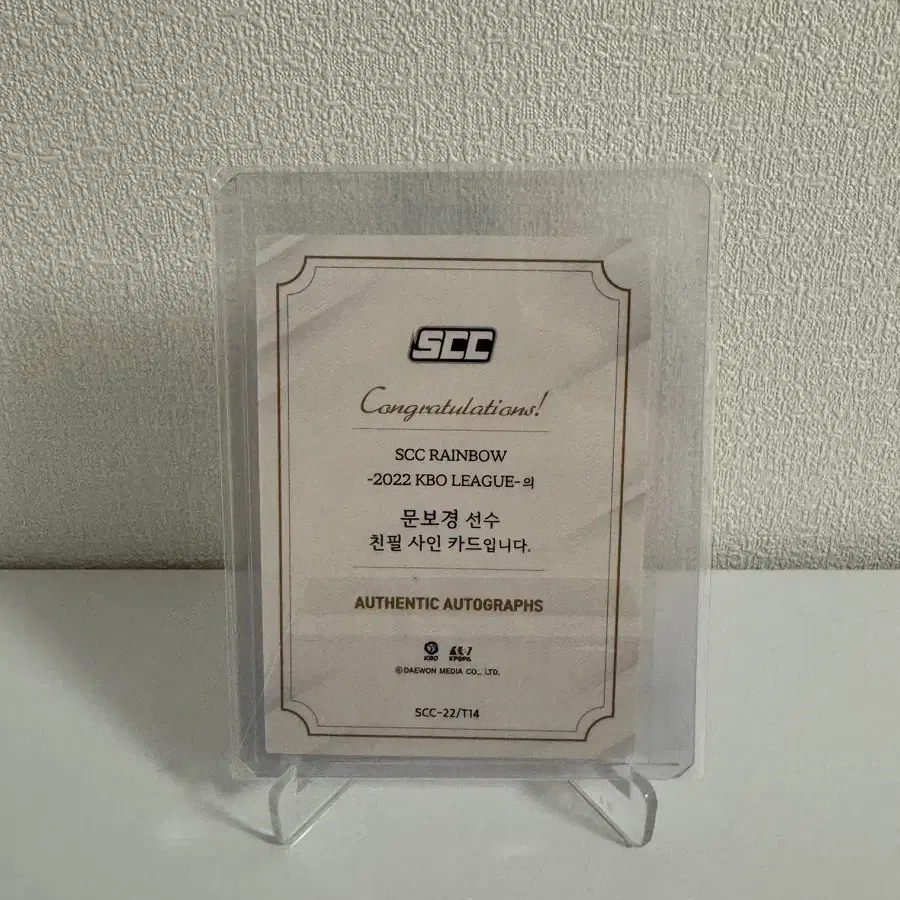 SCC
Congratulations!
SCC RAINBOW
-2022 KBO LEAGUE-의
문보경 선수
친필 사인 카드입니다.
AUTHENTIC AUTOGRAPHS
KBO KPBPA
ⓒDAEWON MEDIA CO., LTD.
SCC-22/T14